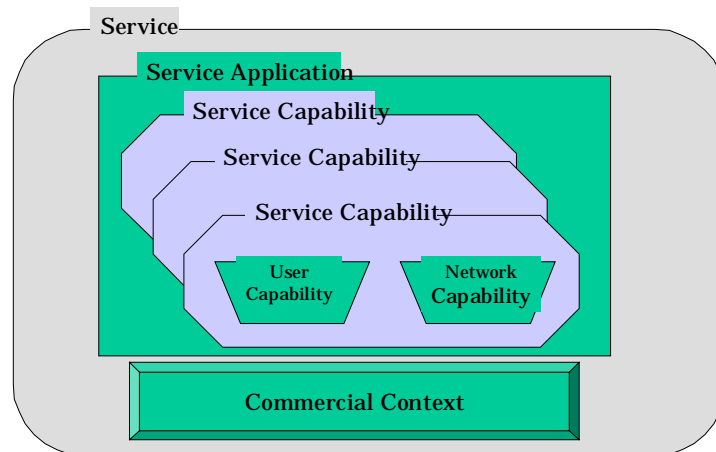 Service
Service Application
Service Capability
Service Capability
Service Capability
User
Capability
Network
Capability
Commercial Context